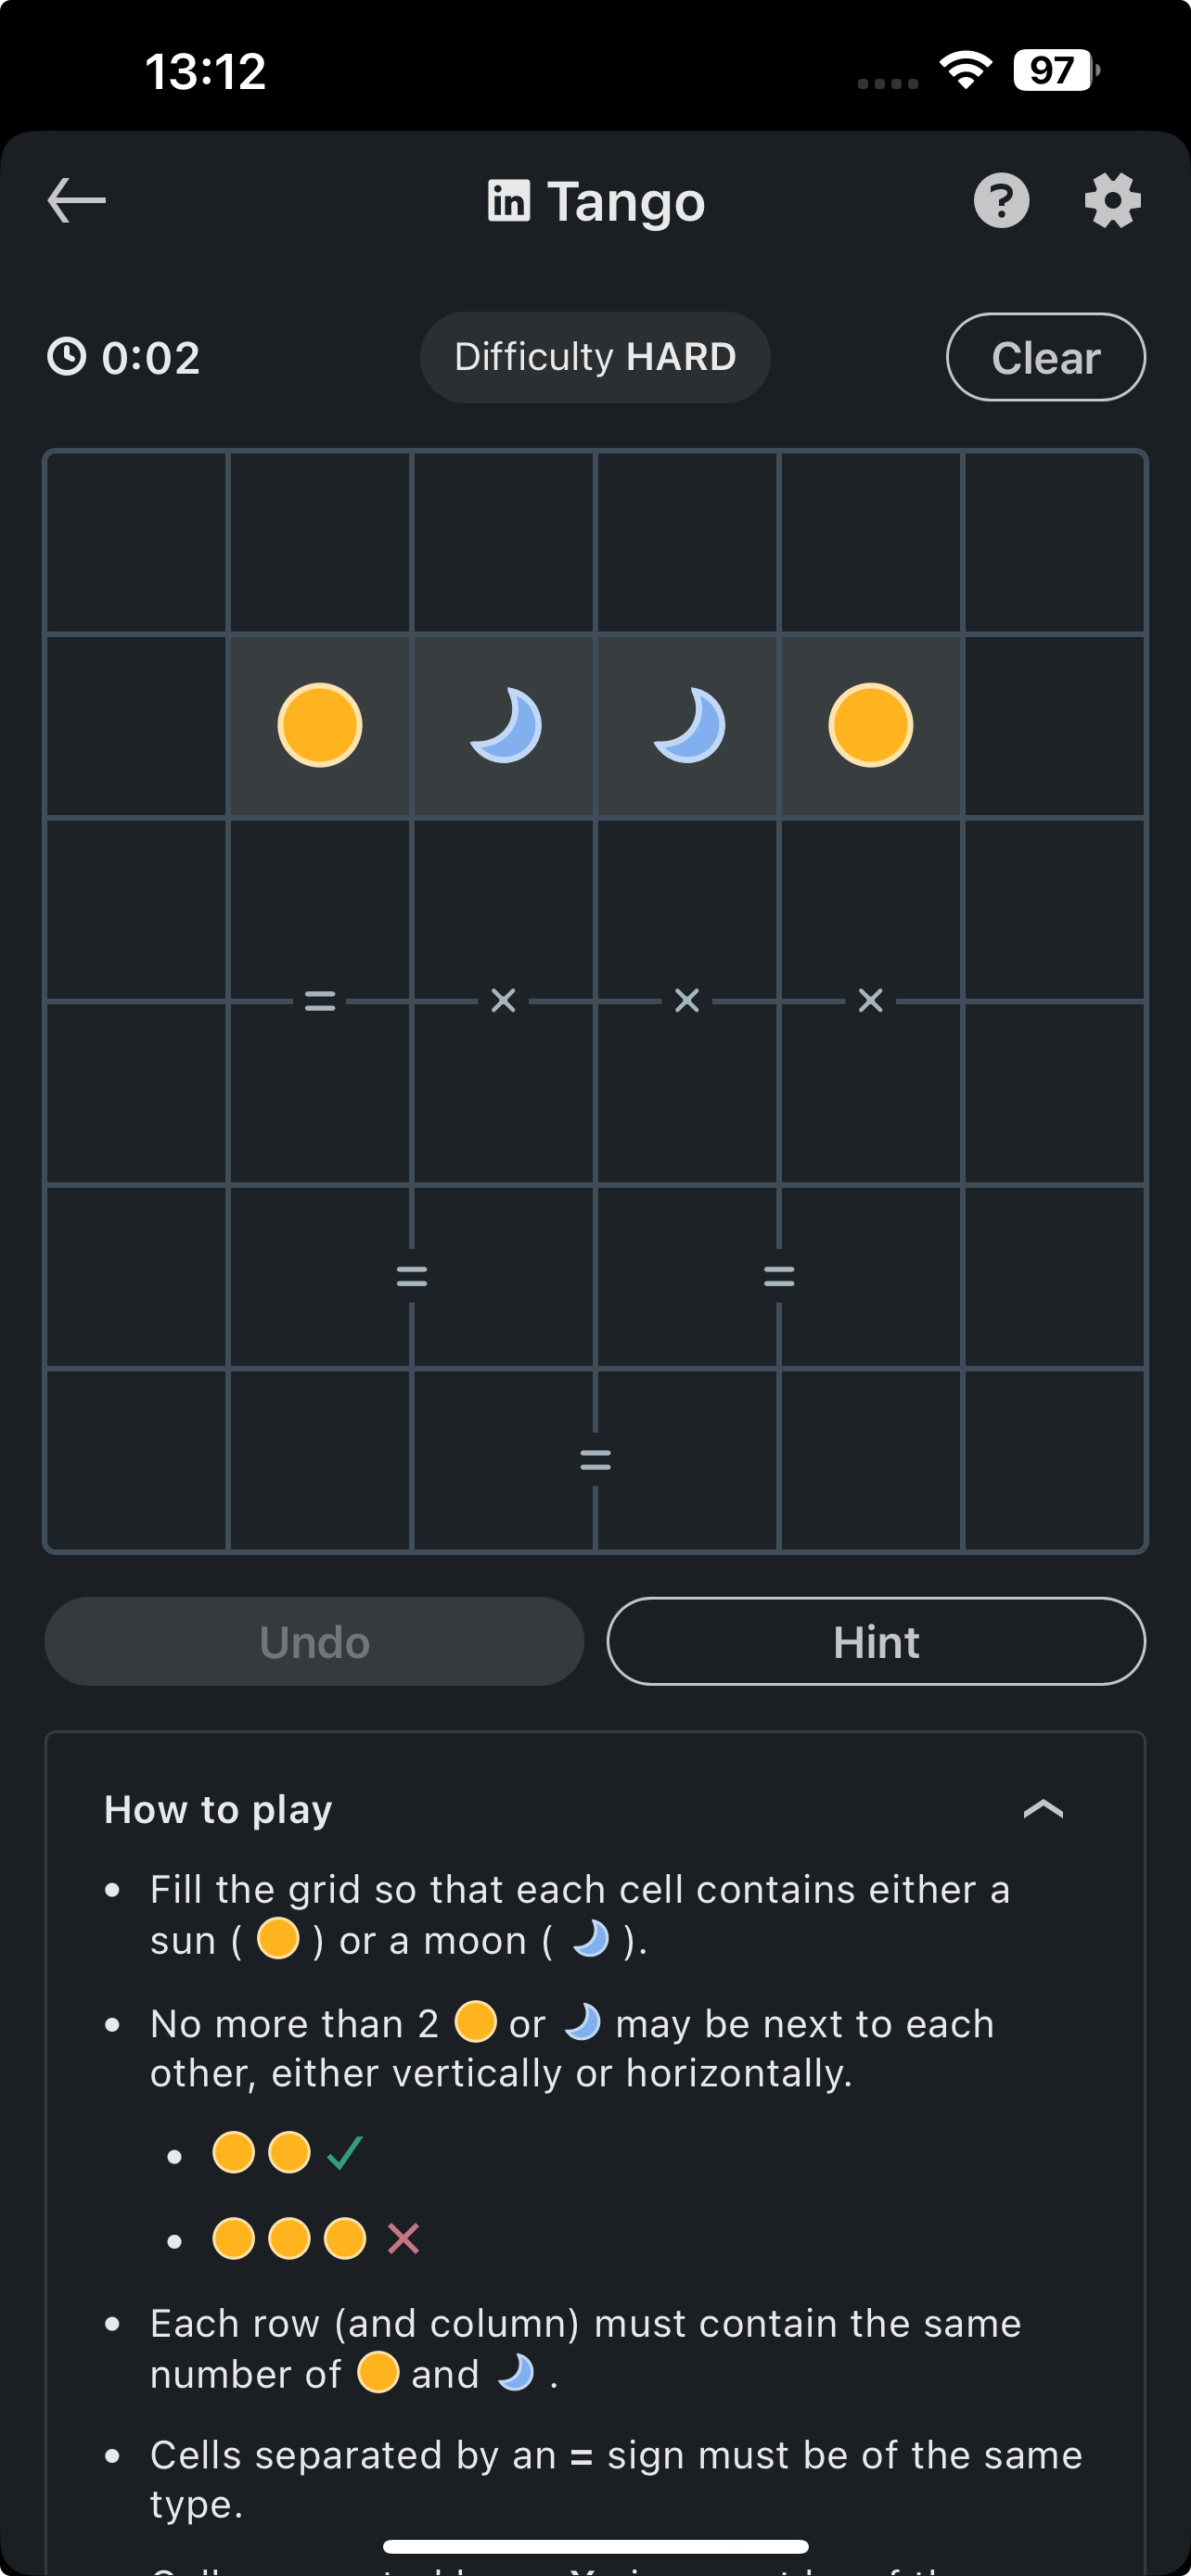 13:12
97
in Tango
?
0:02
Difficulty HARD
Clear
= × × ×
= =
=
Undo
Hint
How to play
• Fill the grid so that each cell contains either a
sun ( ) or a moon ( ).
• No more than 2 or may be next to each
other, either vertically or horizontally.
• Each row (and column) must contain the same
number of and .
• Cells separated by an = sign must be of the same
type.